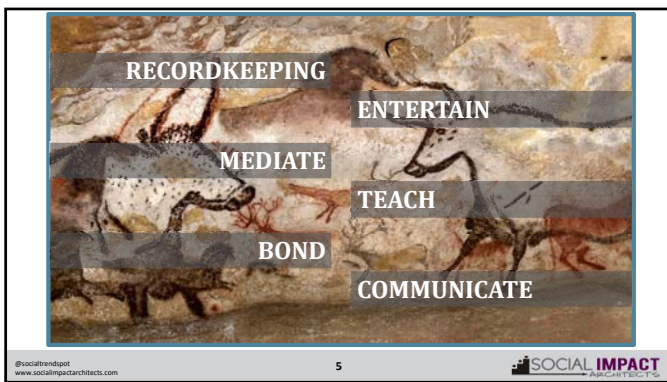 RECORDKEEPING
ENTERTAIN
MEDIATE
TEACH
BOND
COMMUNICATE
@socialtrendspot
www.socialimpactarchitects.com
5
SOCIAL IMPACT
ARCHITECTS